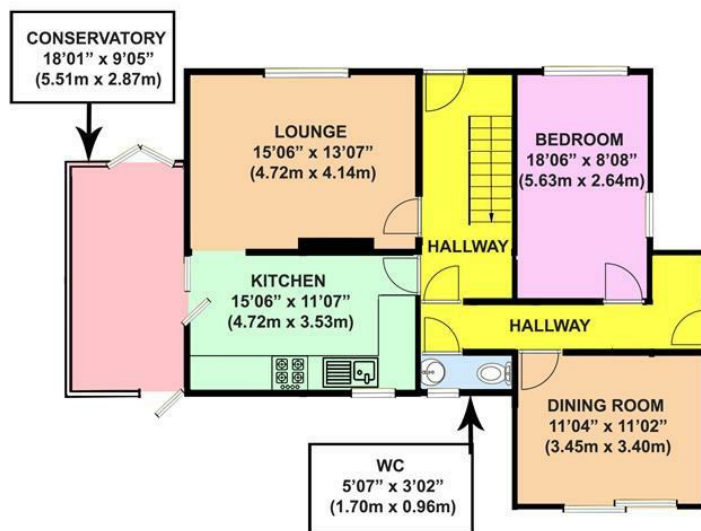 CONSERVATORY
18'01” x 9'05”
(5.51m x 2.87m)
LOUNGE
15'06” x 13'07”
(4.72m x 4.14m)
BEDROOM
18'06” x 8'08”
(5.63m x 2.64m)
HALLWAY
KITCHEN
15'06” x 11'07”
(4.72m x 3.53m)
HALLWAY
DINING ROOM
11'04” x 11'02”
(3.45m x 3.40m)
WC
5'07” x 3'02”
(1.70m x 0.96m)